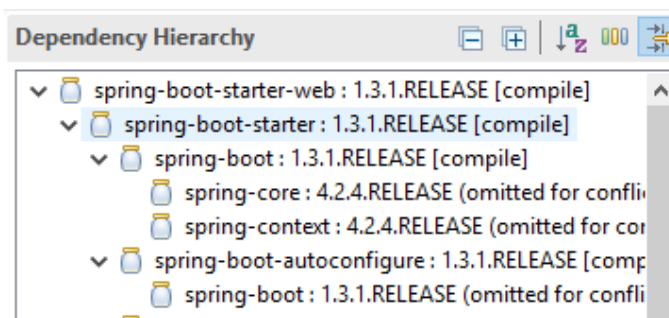 Dependency Hierarchy
spring-boot-starter-web : 1.3.1.RELEASE [compile]
spring-boot-starter : 1.3.1.RELEASE [compile]
spring-boot : 1.3.1.RELEASE [compile]
spring-core : 4.2.4.RELEASE (omitted for conflic
spring-context : 4.2.4.RELEASE (omitted for cor
spring-boot-autoconfigure : 1.3.1.RELEASE [comp
spring-boot : 1.3.1.RELEASE (omitted for confli